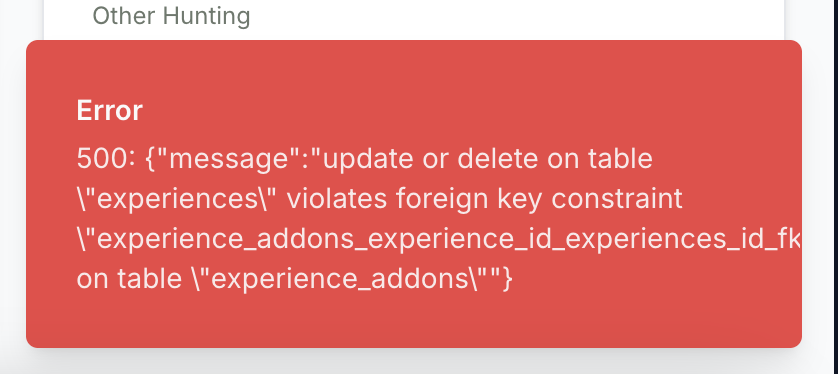 Other Hunting
Error
500: {"message":"update or delete on table
\"experiences\" violates foreign key constraint
\"experience_addons_experience_id_experiences_id_fk
on table \"experience_addons\""}